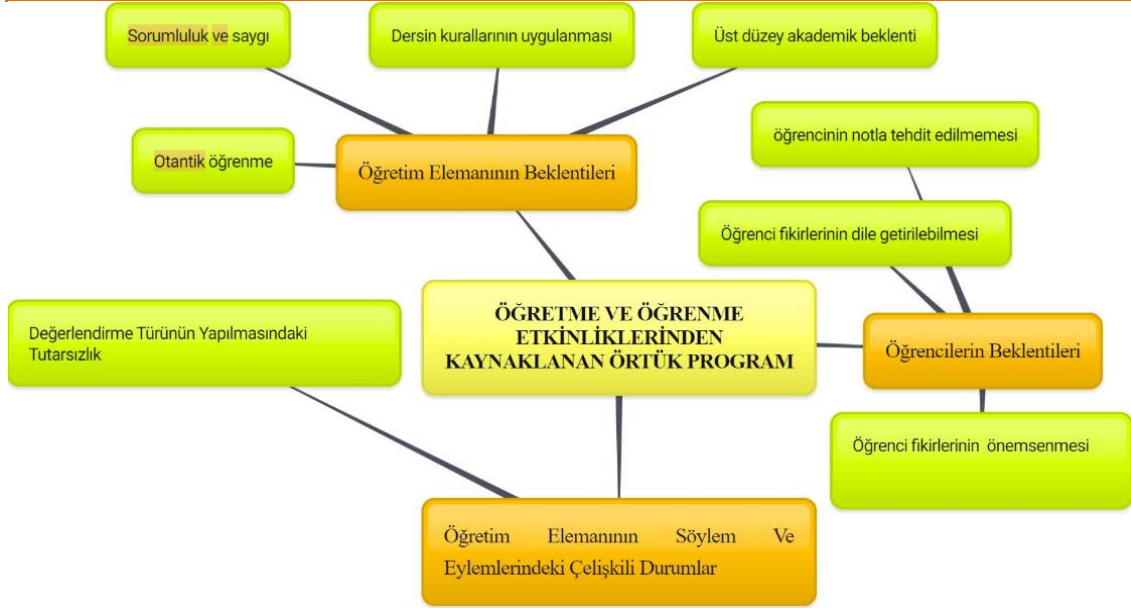 Sorumluluk ve saygı
Dersin kurallarının uygulanması
Üst düzey akademik beklenti
Otantik öğrenme
Öğretim Elemanının Beklentileri
öğrencinin notla tehdit edilmemesi
Öğrenci fikirlerinin dile getirilebilmesi
ÖĞRETME VE ÖĞRENME
ETKİNLİKLERİNDEN
KAYNAKLANAN ÖRTÜK PROGRAM
Değerlendirme Türünün Yapılmasındaki
Tutarsızlık
Öğrencilerin Beklentileri
Öğrenci fikirlerinin önemsenmesi
Öğretim Elemanının Söylem Ve
Eylemlerindeki Çelişkili Durumlar